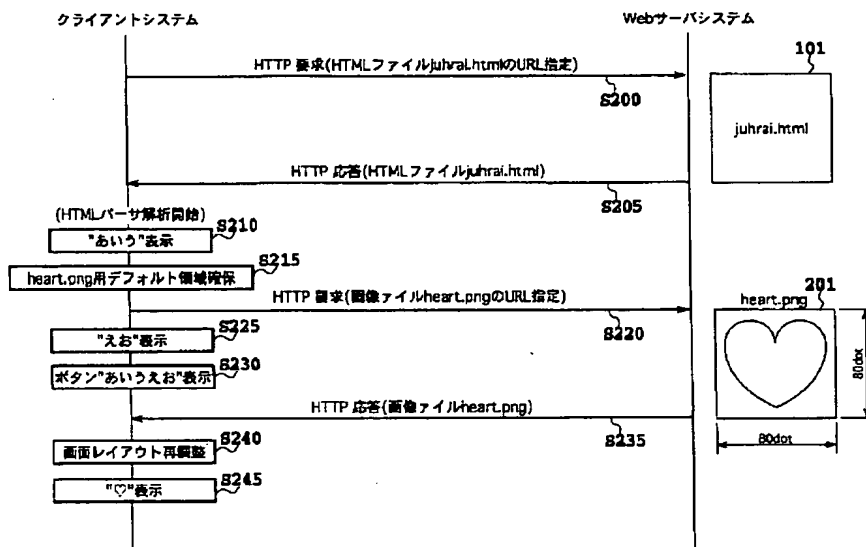 クライアントシステム
Webサーバシステム
HTTP 要求(HTMLファイルjuhrai.htmlのURL指定)
S200
101
juhrai.html
HTTP 応答(HTMLファイルjuhrai.html)
S205
(HTMLパーサ解析開始)
S210
"あいう"表示
S215
heart.png用デフォルト領域確保
HTTP 要求(画像ァイルheart.pngのURL指定)
S220
heart.png
201
S225
"えお"表示
S230
ボタン"あいうえお"表示
80dot
HTTP 応答(画像ァイルheart.png)
S235
80dot
S240
画面レイアウト再調整
S245
"♡"表示